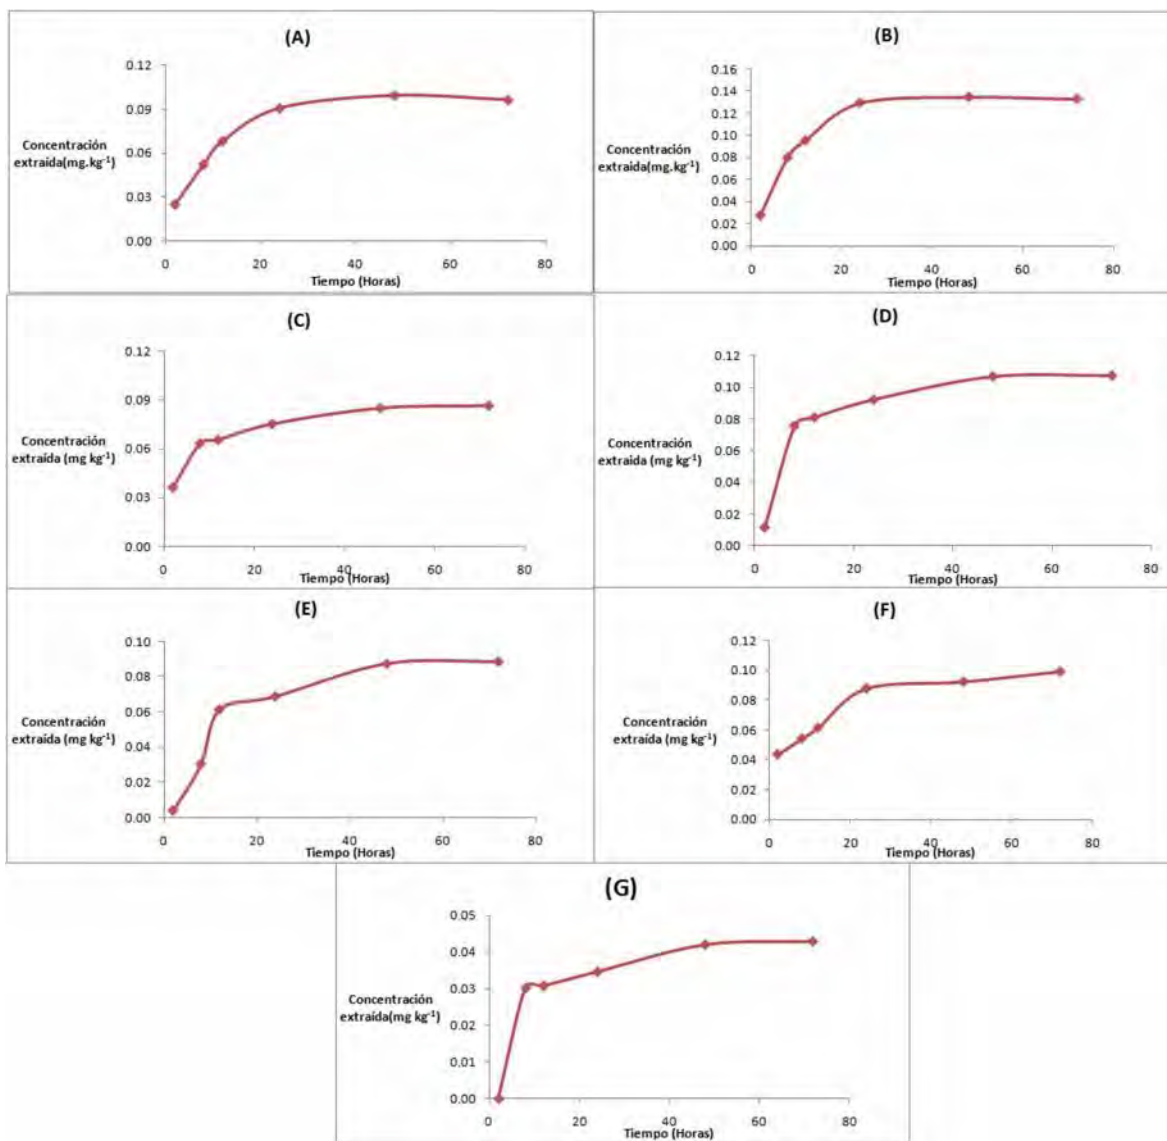 (A)
0.12
0.09
0.06
0.03
0.00
Concentración
extraída(mg.kg⁻¹)
0 20 40 60 80
Tiempo (Horas)
(B)
0.16
0.14
0.12
0.10
0.08
0.06
0.04
0.02
0.00
Concentración
extraida(mg.kg⁻¹)
0 20 40 60 80
Tiempo (Horas)
(C)
0.12
0.09
0.06
0.03
0.00
Concentración
extraída (mg kg⁻¹)
0 20 40 60 80
Tiempo (Horas)
(D)
0.12
0.10
0.08
0.06
0.04
0.02
0.00
Concentración
extraida (mg kg⁻¹)
0 20 40 60 80
Tiempo (Horas)
(E)
0.10
0.08
0.06
0.04
0.02
0.00
Concentración
extraída (mg kg⁻¹)
0 20 40 60 80
Tiempo (Horas)
(F)
0.12
0.10
0.08
0.06
0.04
0.02
0.00
Concentración
extraída (mg kg⁻¹)
0 20 40 60 80
Tiempo (Horas)
(G)
0.05
0.04
0.03
0.02
0.01
0.00
Concentración
extraída(mg kg⁻¹)
0 20 40 60 80
Tiempo (Horas)